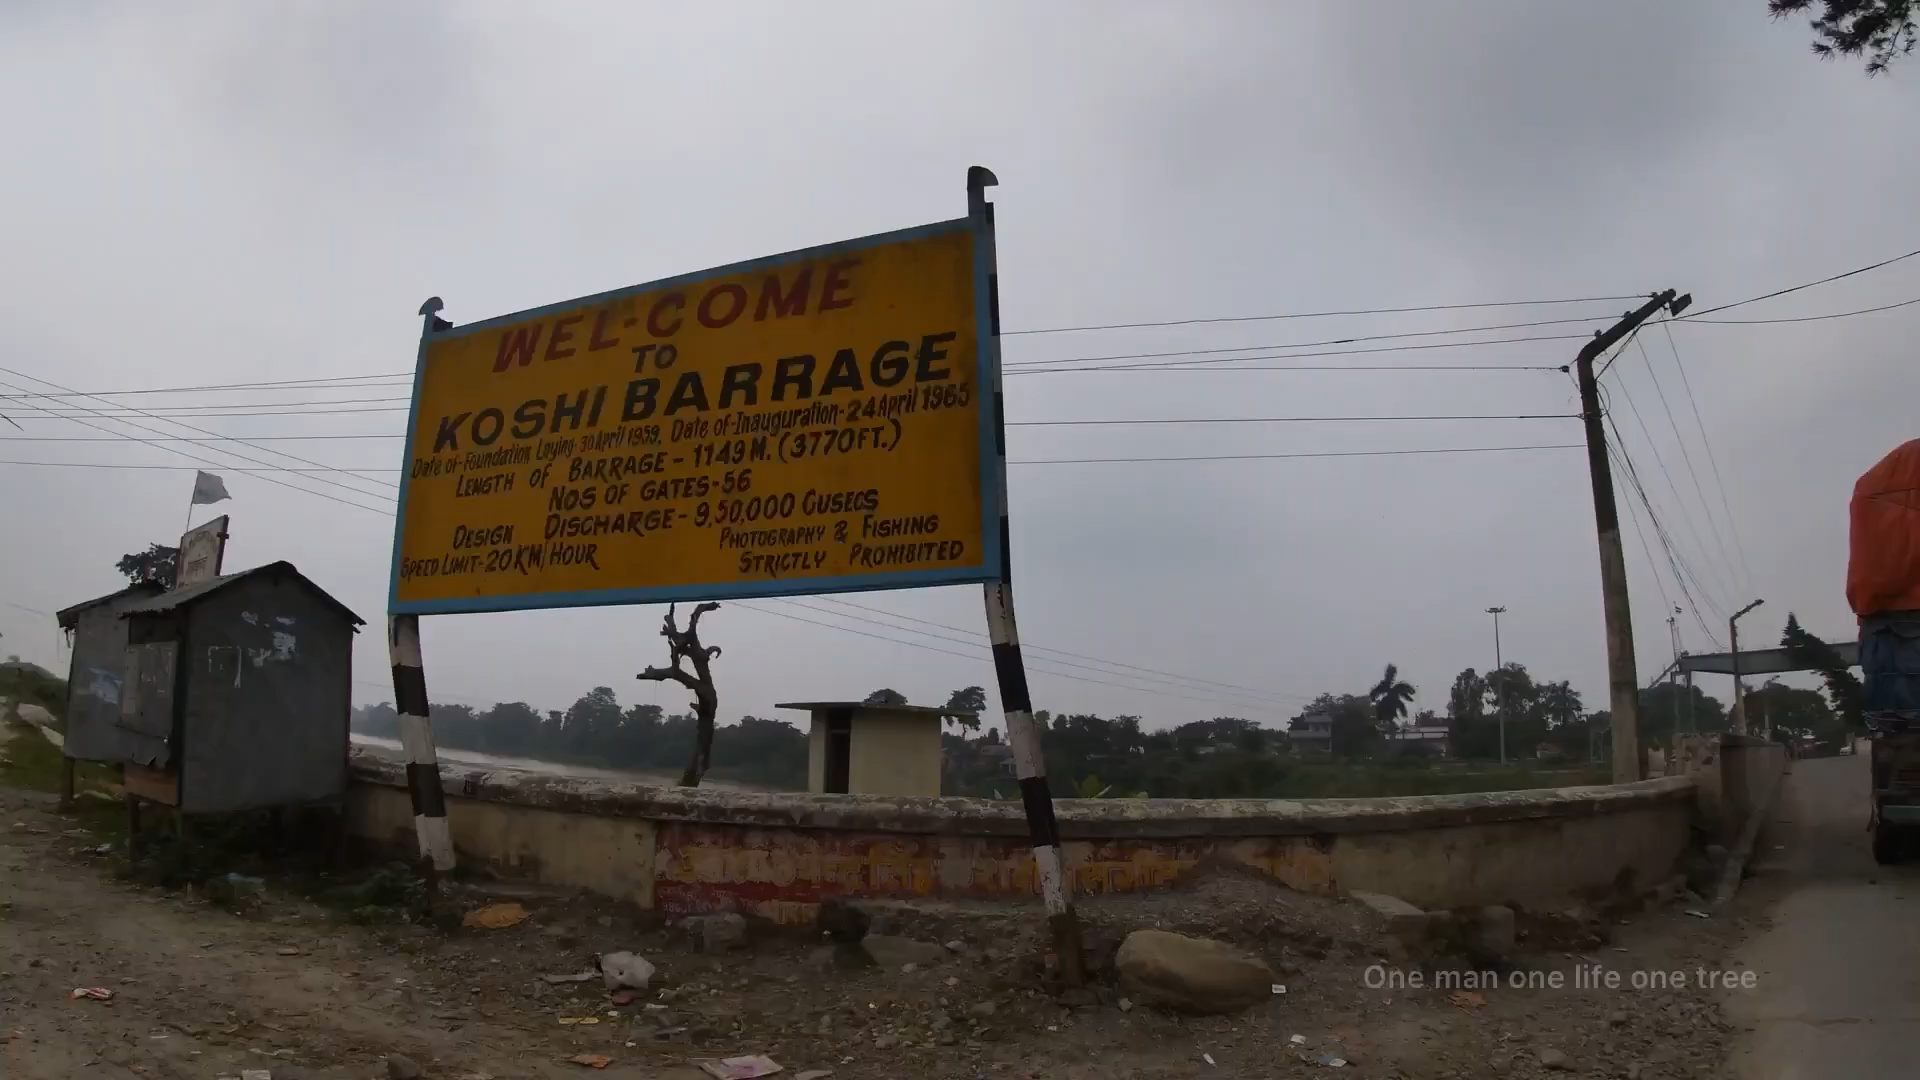 WEL-COME
TO
KOSHI BARRAGE
Date of-Foundation Laying-30 April 1959, Date of-Inauguration-24 April 1965
LENGTH OF BARRAGE - 1149 M. (3770FT.)
NOS OF GATES-56
DESIGN DISCHARGE- 9,50,000 CUSECS
SPEED LIMIT-20 KM/HOUR
PHOTOGRAPHY & FISHING
STRICTLY PROHIBITED
One man one life one tree